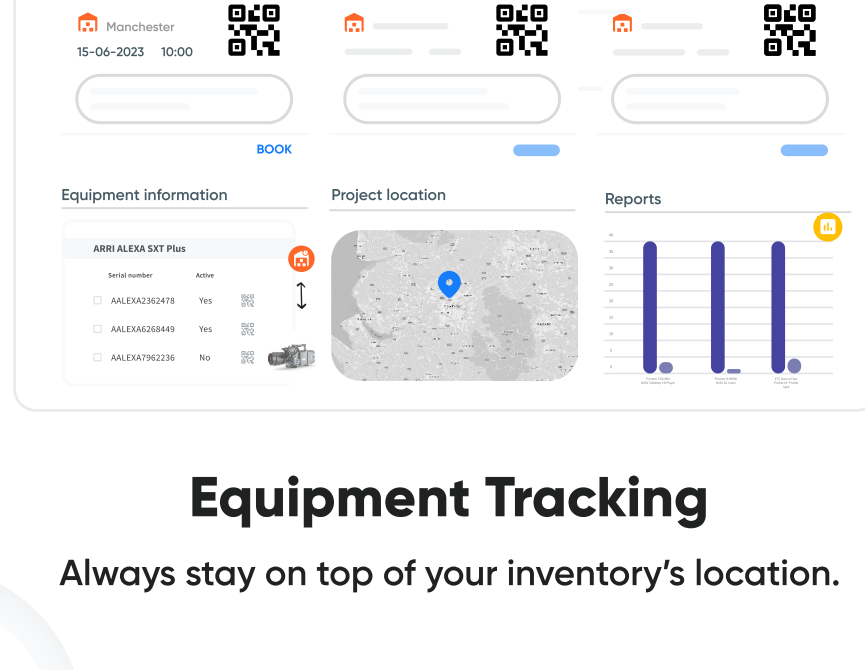 Manchester
15-06-2023 10:00
BOOK
Equipment information
Project location
Reports
ARRI ALEXA SXT Plus
Serial number Active
AALEXA2362478 Yes
AALEXA6268449 Yes
AALEXA7962236 No
Equipment Tracking
Always stay on top of your inventory’s location.